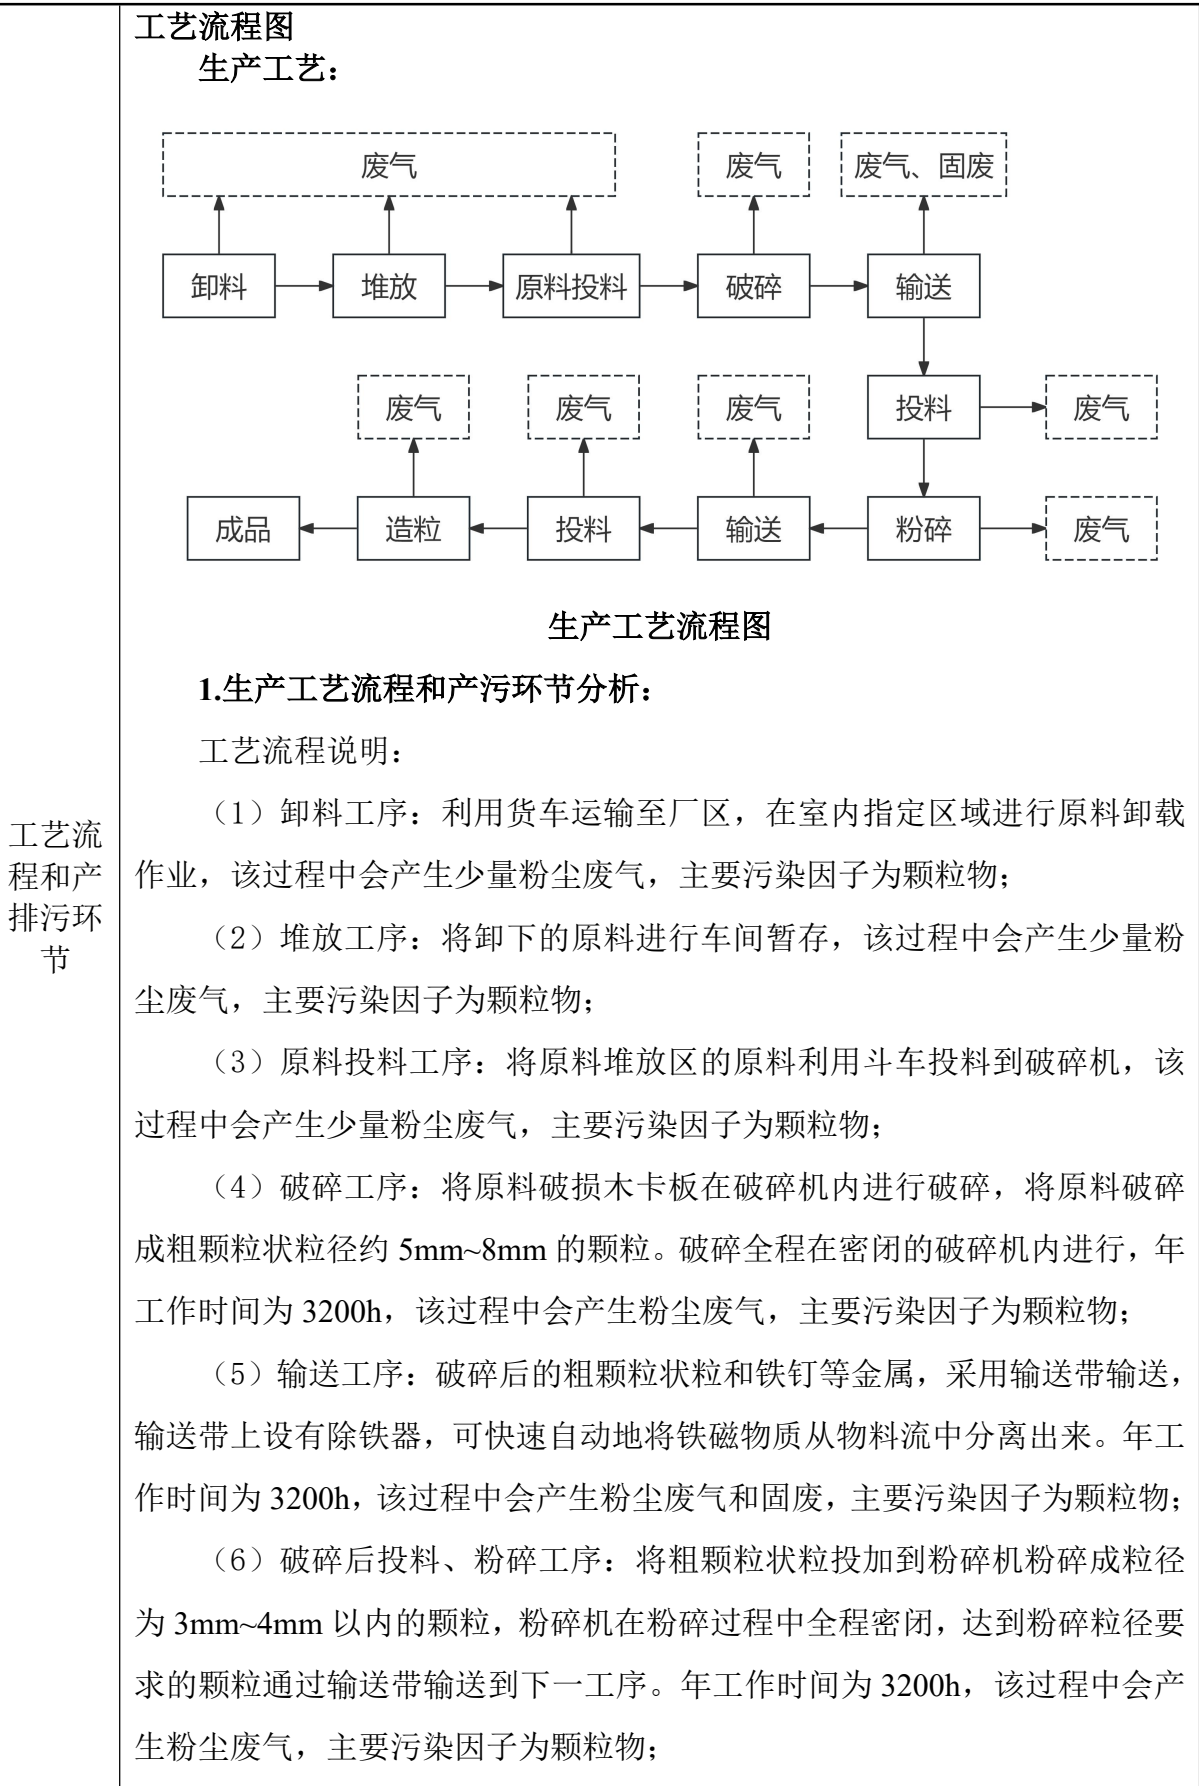 工艺流程图
生产工艺：
废气
废气
废气、固废
卸料
堆放
原料投料
破碎
输送
废气
废气
废气
投料
废气
成品
造粒
投料
输送
粉碎
废气
生产工艺流程图
1.生产工艺流程和产污环节分析：
工艺流程说明：
工艺流
程和产
排污环
节
（1）卸料工序：利用货车运输至厂区，在室内指定区域进行原料卸载
作业，该过程中会产生少量粉尘废气，主要污染因子为颗粒物；
（2）堆放工序：将卸下的原料进行车间暂存，该过程中会产生少量粉
尘废气，主要污染因子为颗粒物；
（3）原料投料工序：将原料堆放区的原料利用斗车投料到破碎机，该
过程中会产生少量粉尘废气，主要污染因子为颗粒物；
（4）破碎工序：将原料破损木卡板在破碎机内进行破碎，将原料破碎
成粗颗粒状粒径约 5mm~8mm 的颗粒。破碎全程在密闭的破碎机内进行，年
工作时间为 3200h，该过程中会产生粉尘废气，主要污染因子为颗粒物；
（5）输送工序：破碎后的粗颗粒状粒和铁钉等金属，采用输送带输送，
输送带上设有除铁器，可快速自动地将铁磁物质从物料流中分离出来。年工
作时间为 3200h，该过程中会产生粉尘废气和固废，主要污染因子为颗粒物；
（6）破碎后投料、粉碎工序：将粗颗粒状粒投加到粉碎机粉碎成粒径
为 3mm~4mm 以内的颗粒，粉碎机在粉碎过程中全程密闭，达到粉碎粒径要
求的颗粒通过输送带输送到下一工序。年工作时间为 3200h，该过程中会产
生粉尘废气，主要污染因子为颗粒物；